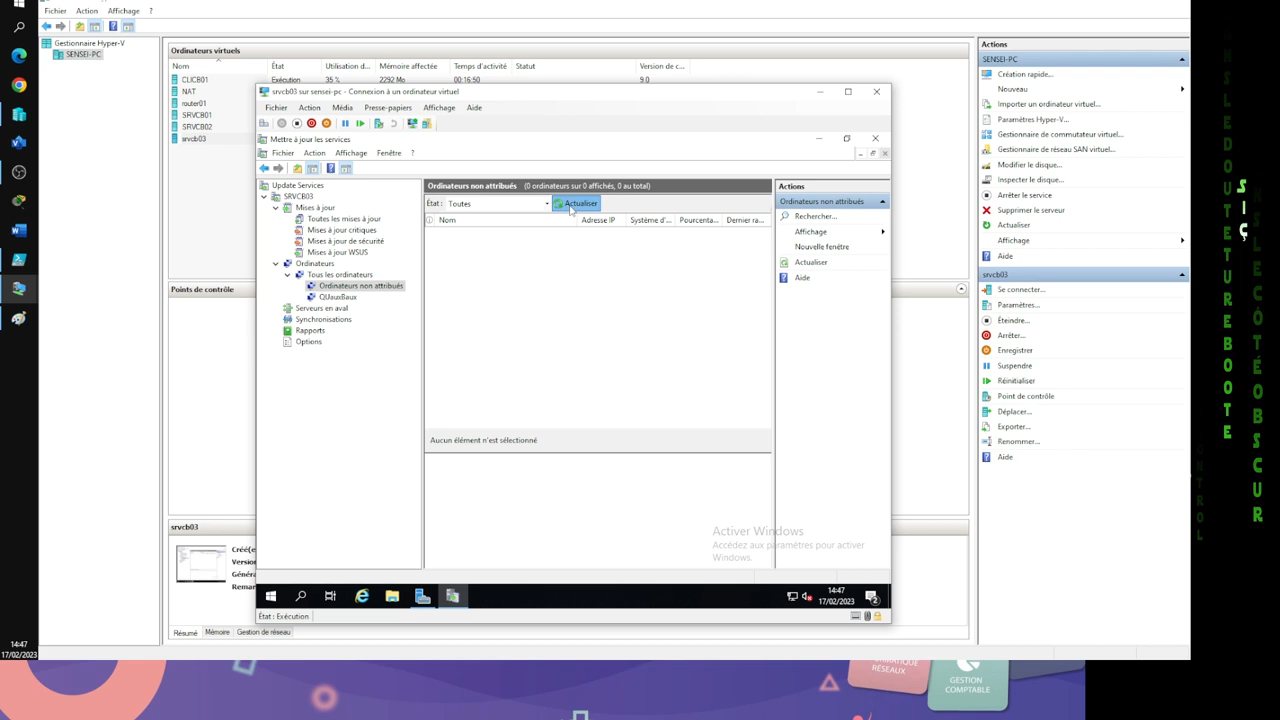 Fichier Action Affichage ?
Gestionnaire Hyper-V
SENSEI-PC
Ordinateurs virtuels
Nom État Utilisation d... Mémoire affectée Temps d'activité Statut Version de c...
CLICB01 Exécution 35 % 2292 Mo 00:16:50 9.0
NAT
router01
SRVCB01
SRVCB02
srvcb03
Points de contrôle
srvcb03
Créé(e
Version
Généra
Remar
Résumé Mémoire Gestion de réseau
srvcb03 sur sensei-pc - Connexion à un ordinateur virtuel
Fichier Action Média Presse-papiers Affichage Aide
Mettre à jour les services
Fichier Action Affichage Fenêtre ?
Update Services
SRVCB03
Mises à jour
Toutes les mises à jour
Mises à jour critiques
Mises à jour de sécurité
Mises à jour WSUS
Ordinateurs
Tous les ordinateurs
Ordinateurs non attribués
QUauxBaux
Serveurs en aval
Synchronisations
Rapports
Options
Ordinateurs non attribués (0 ordinateurs sur 0 affichés, 0 au total)
État : Toutes Actualiser
Nom Adresse IP Système d'... Pourcenta... Dernier ra...
Aucun élément n'est sélectionné
Actions
Ordinateurs non attribués
Rechercher...
Affichage
Nouvelle fenêtre
Actualiser
Aide
Activer Windows
Accédez aux paramètres pour activer
Windows.
14:47
17/02/2023
2
État : Exécution
Actions
SENSEI-PC
Création rapide...
Nouveau
Importer un ordinateur virtuel...
Paramètres Hyper-V...
Gestionnaire de commutateur virtuel...
Gestionnaire de réseau SAN virtuel...
Modifier le disque...
Inspecter le disque...
Arrêter le service
Supprimer le serveur
Actualiser
Affichage
Aide
srvcb03
Se connecter...
Paramètres...
Éteindre...
Arrêter...
Enregistrer
Suspendre
Réinitialiser
Point de contrôle
Déplacer...
Exporter...
Renommer...
Aide
14:47
17/02/2023
RÉSEAUX
GESTION
COMPTABLE